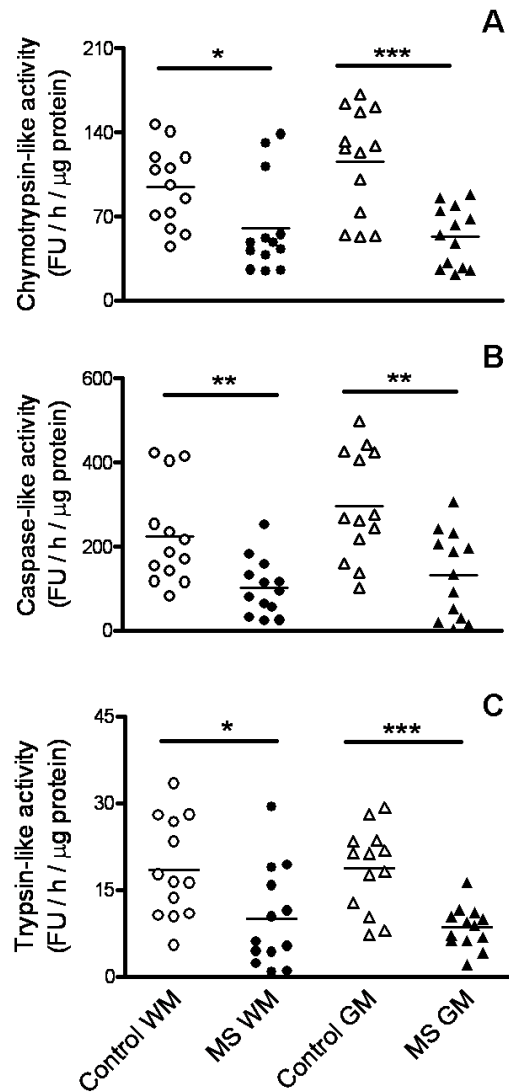 A
Chymotrypsin-like activity
(FU / h / µg protein)
210
140
70
0
*
***
B
Caspase-like activity
(FU / h / µg protein)
600
400
200
0
**
**
C
Trypsin-like activity
(FU / h / µg protein)
45
30
15
0
*
***
Control WM
MS WM
Control GM
MS GM